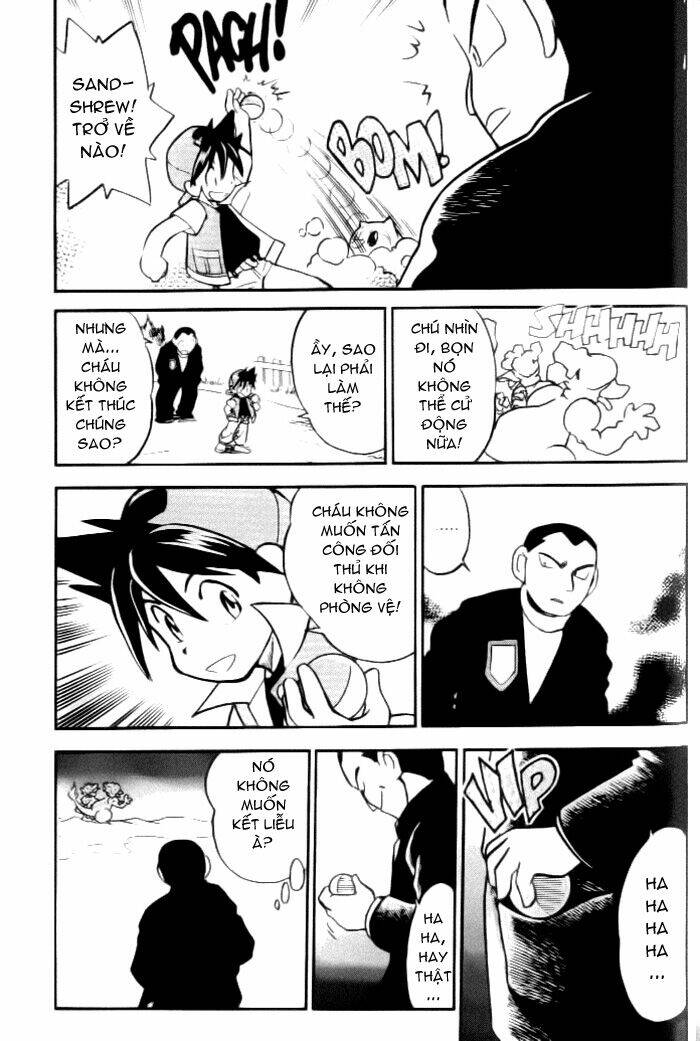 PAGH!
SAND-
SHREW!
TRỞ VỀ
NÀO!
BOM!
NHƯNG
MÀ...
CHÁU
KHÔNG
KẾT THÚC
CHÚNG
SAO?
ẦY, SAO
LẠI PHẢI
LÀM
THẾ?
CHÚ NHÌN
ĐI, BỌN
NÓ
KHÔNG
THỂ CỬ
ĐỘNG
NỮA!
SHHHHH
CHÁU KHÔNG
MUỐN TẤN
CÔNG ĐỐI
THỦ KHI
KHÔNG
PHÒNG VỆ!
......
NÓ
KHÔNG
MUỐN
KẾT LIỄU
À?
HA
HA,
HAY
THẬT
...
VIP
HA
HA
HA
HA
...